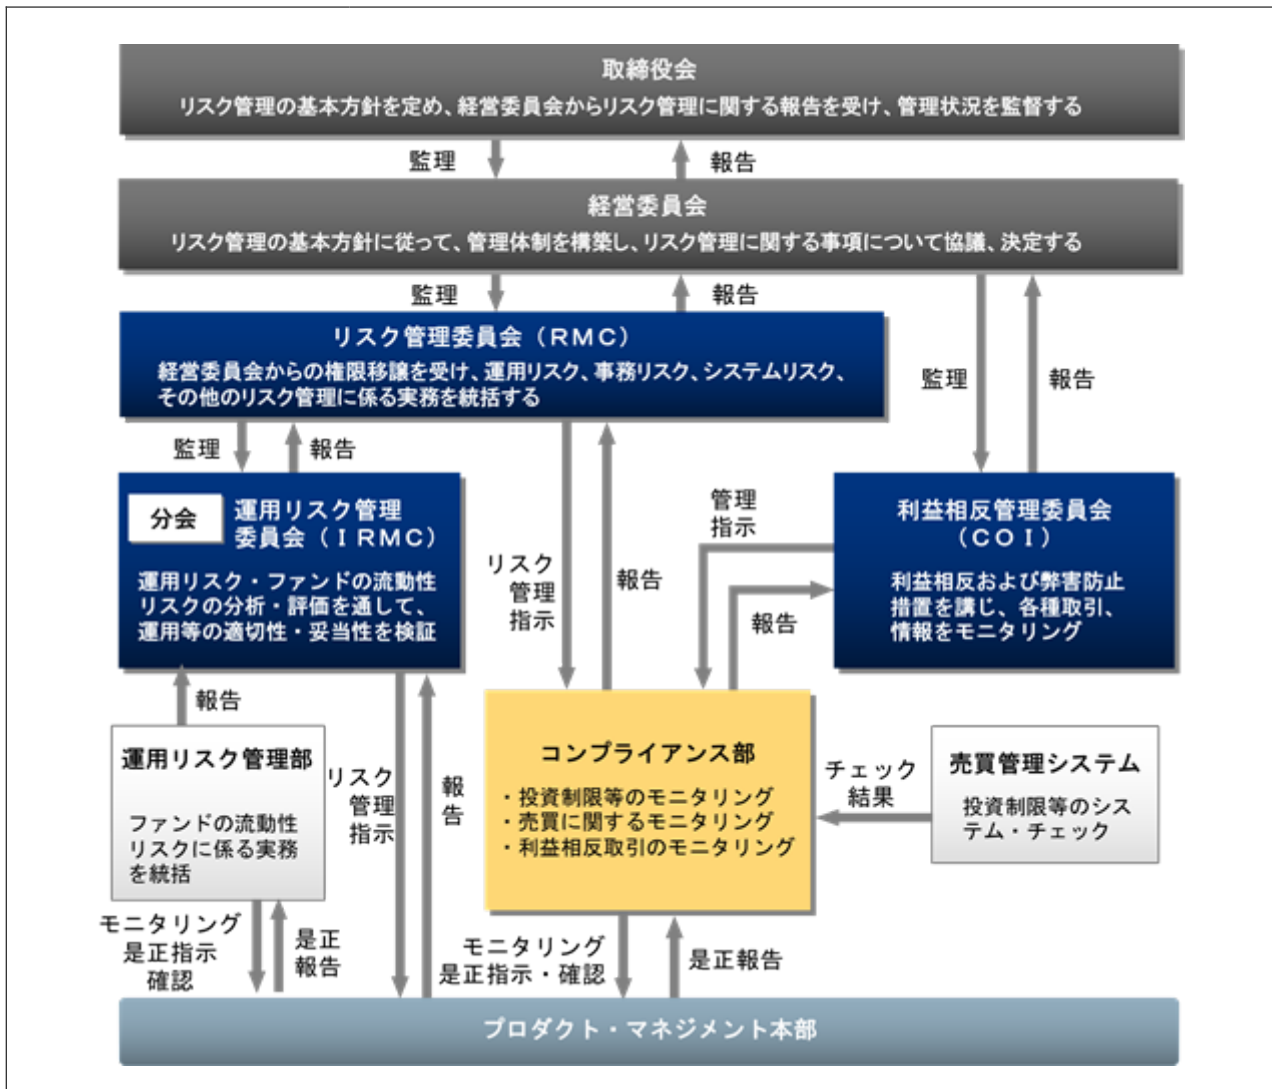 取締役会
リスク管理の基本方針を定め、経営委員会からリスク管理に関する報告を受け、管理状況を監督する
監理
報告
経営委員会
リスク管理の基本方針に従って、管理体制を構築し、リスク管理に関する事項について協議、決定する
監理
報告
リスク管理委員会（ＲＭＣ）
経営委員会からの権限移譲を受け、運用リスク、事務リスク、システムリスク、
その他のリスク管理に係る実務を統括する
監理
報告
監理
報告
分会
運用リスク管理
委員会（ＩＲＭＣ）
運用リスク・ファンドの流動性
リスクの分析・評価を通して、
運用等の適切性・妥当性を検証
リスク
管理
指示
報告
管理
指示
報告
利益相反管理委員会
（ＣＯＩ）
利益相反および弊害防止
措置を講じ、各種取引、
情報をモニタリング
報告
運用リスク管理部
ファンドの流動性
リスクに係る実務
を統括
リスク
管理
指示
報告
コンプライアンス部
・投資制限等のモニタリング
・売買に関するモニタリング
・利益相反取引のモニタリング
チェック
結果
売買管理システム
投資制限等のシス
テム・チェック
モニタリング
是正指示
確認
是正
報告
モニタリング
是正指示・確認
是正報告
プロダクト・マネジメント本部